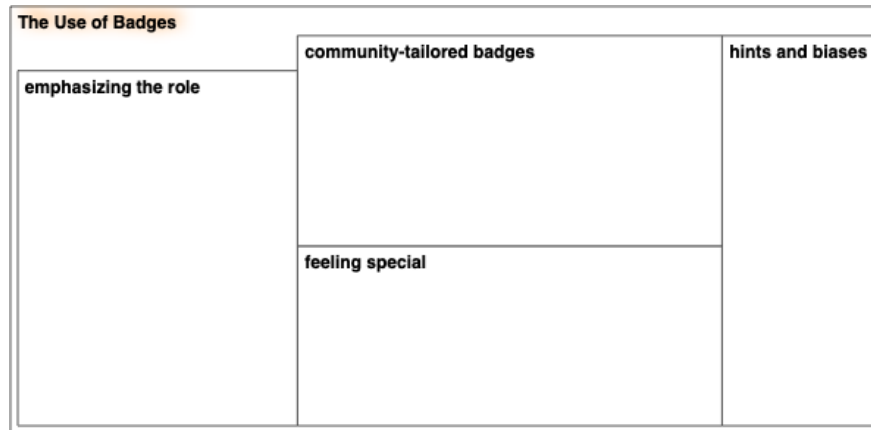 The Use of Badges
community-tailored badges
hints and biases
emphasizing the role
feeling special